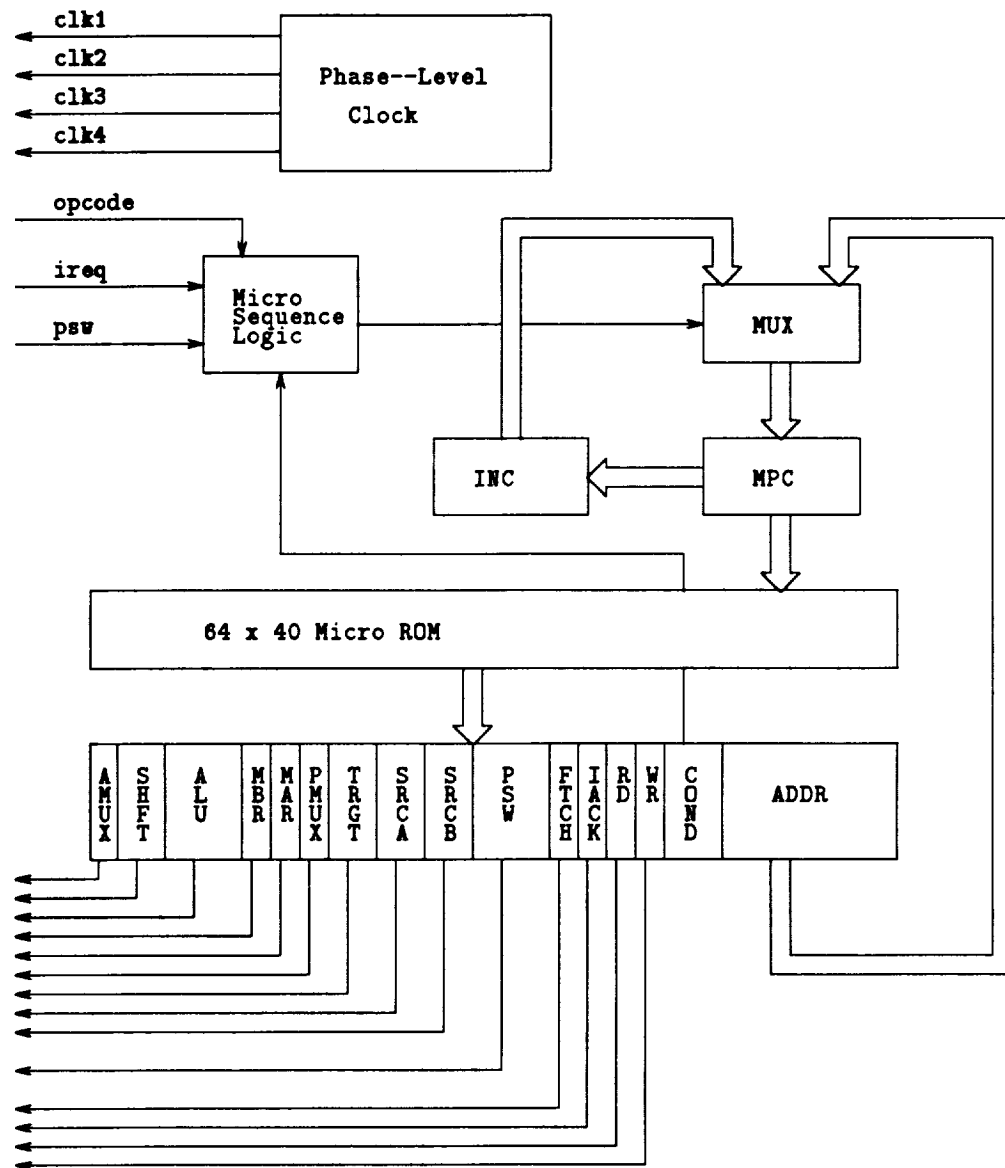 clk1
clk2
clk3
clk4
Phase--Level
Clock
opcode
ireq
psw
Micro
Sequence
Logic
MUX
INC
MPC
64 x 40 Micro ROM
AMUX
SHFT
ALU
MBR
MAR
PMUX
TRGT
SRCA
SRCB
PSW
FTCH
IACK
RD
WR
COND
ADDR